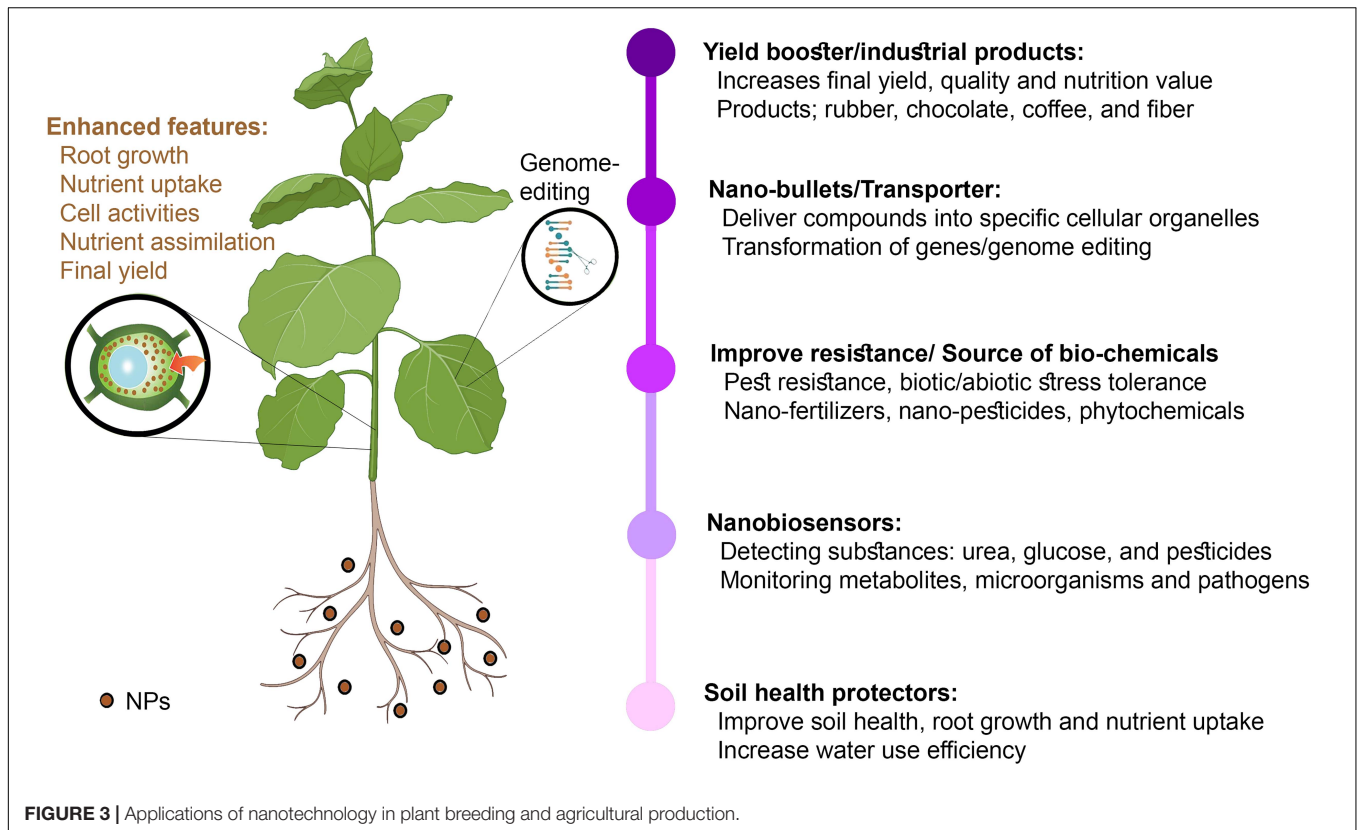 Enhanced features:
Root growth
Nutrient uptake
Cell activities
Nutrient assimilation
Final yield
Genome-
editing
NPs
Yield booster/industrial products:
Increases final yield, quality and nutrition value
Products; rubber, chocolate, coffee, and fiber
Nano-bullets/Transporter:
Deliver compounds into specific cellular organelles
Transformation of genes/genome editing
Improve resistance/ Source of bio-chemicals
Pest resistance, biotic/abiotic stress tolerance
Nano-fertilizers, nano-pesticides, phytochemicals
Nanobiosensors:
Detecting substances: urea, glucose, and pesticides
Monitoring metabolites, microorganisms and pathogens
Soil health protectors:
Improve soil health, root growth and nutrient uptake
Increase water use efficiency
FIGURE 3 | Applications of nanotechnology in plant breeding and agricultural production.